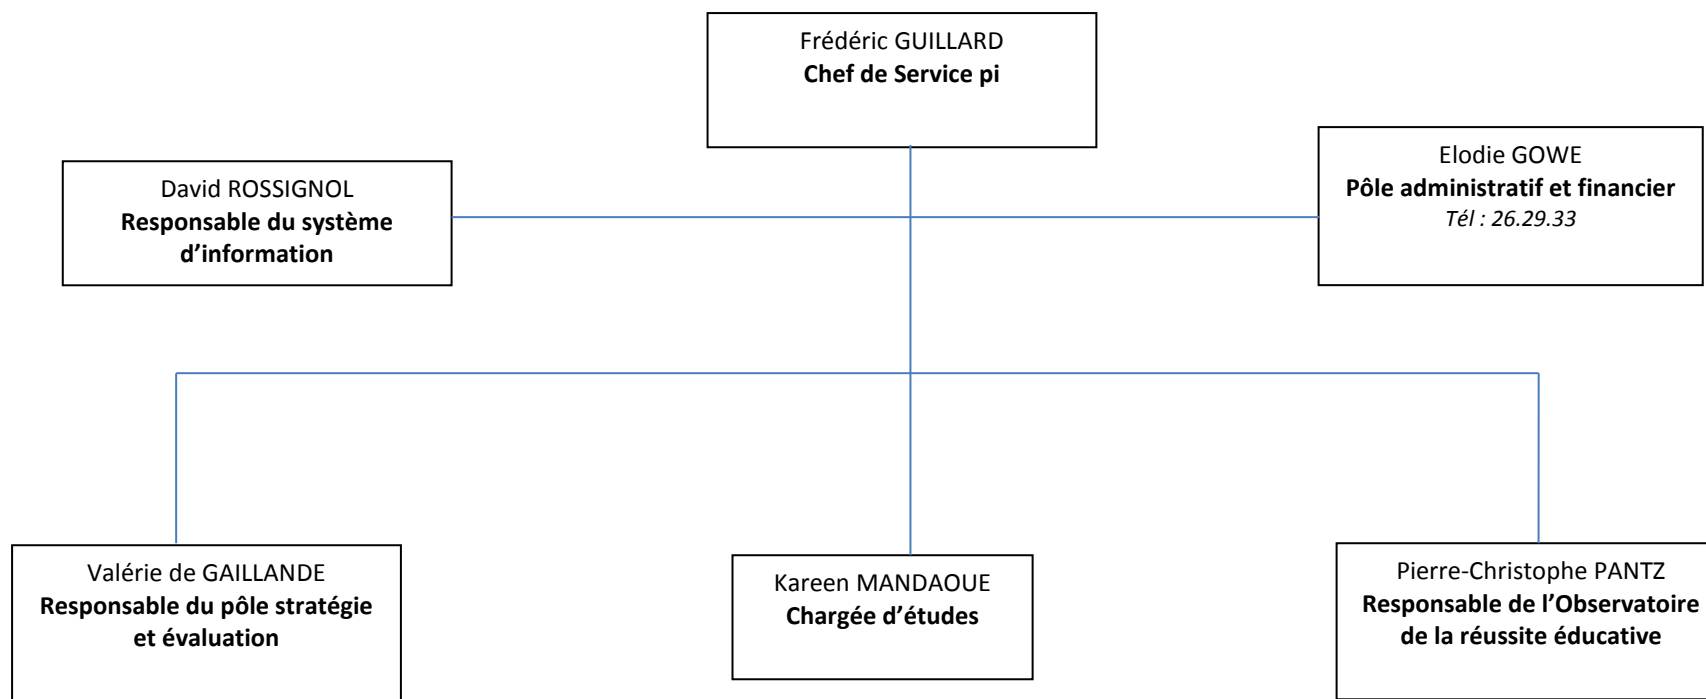 Frédéric GUILLARD
Chef de Service pi
David ROSSIGNOL
Responsable du système
d’information
Elodie GOWE
Pôle administratif et financier
Tél : 26.29.33
Valérie de GAILLANDE
Responsable du pôle stratégie
et évaluation
Kareen MANDAOUE
Chargée d’études
Pierre-Christophe PANTZ
Responsable de l’Observatoire
de la réussite éducative